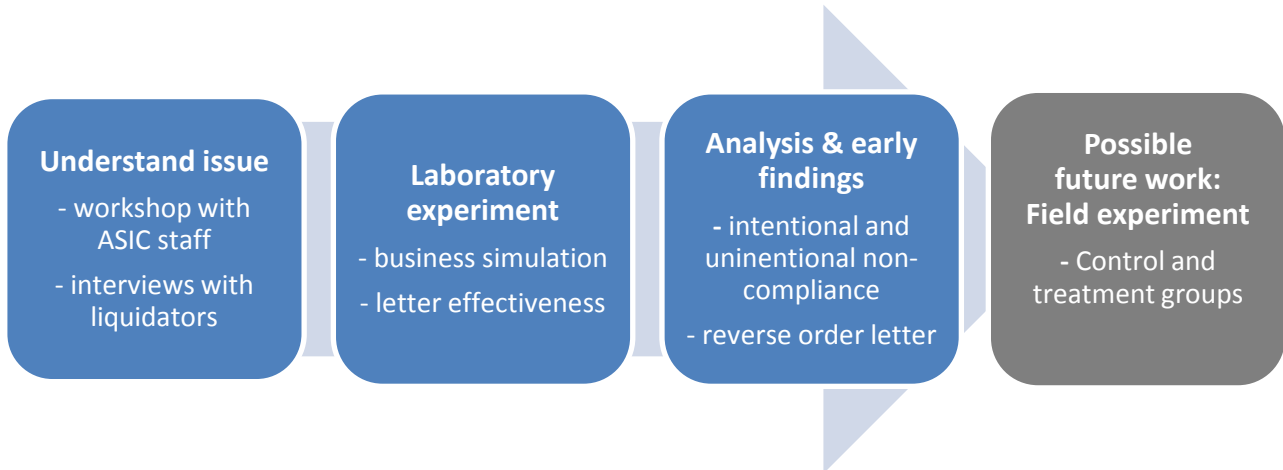 Understand issue
- workshop with
ASIC staff
- interviews with
liquidators
Laboratory
experiment
- business simulation
- letter effectiveness
Analysis & early
findings
- intentional and
uninentional non-
compliance
- reverse order letter
Possible
future work:
Field experiment
- Control and
treatment groups